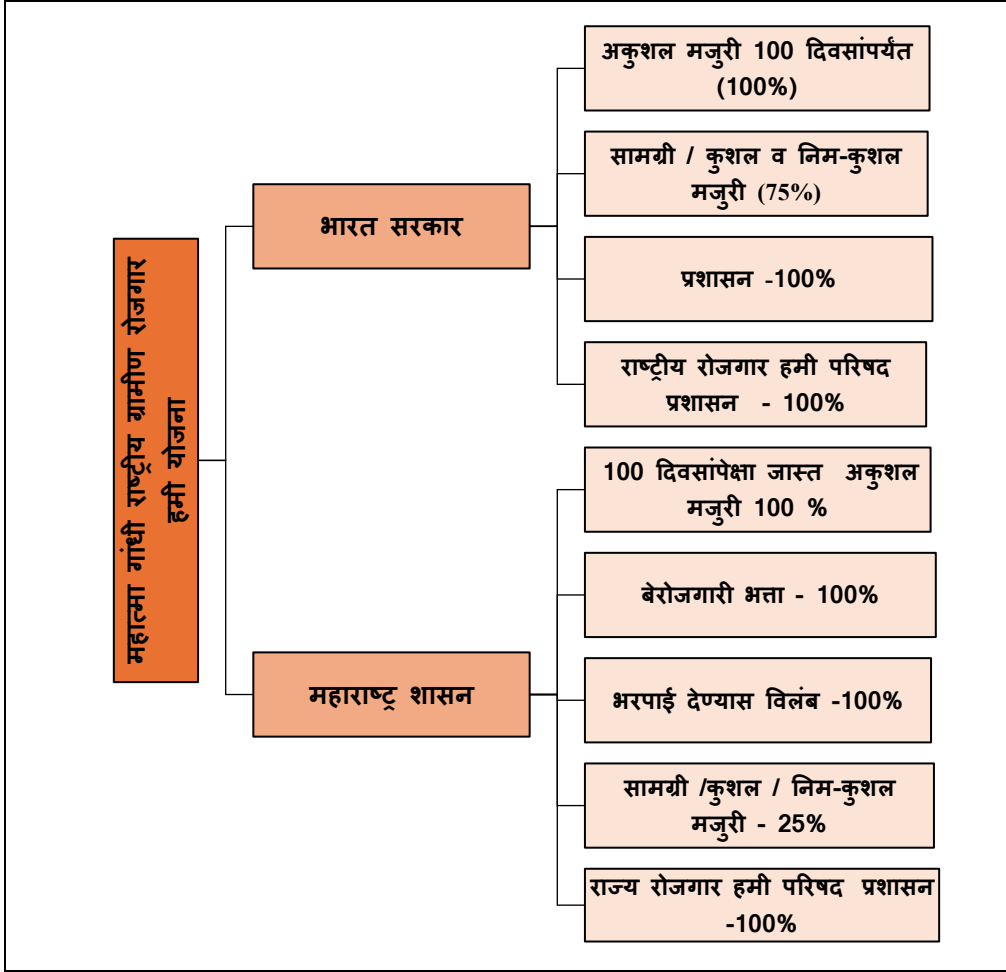 महात्मा गांधी राष्ट्रीय ग्रामीण रोजगार
हमी योजना
भारत सरकार
अकुशल मजुरी 100 दिवसांपर्यंत
(100%)
सामग्री / कुशल व निम-कुशल
मजुरी (75%)
प्रशासन -100%
राष्ट्रीय रोजगार हमी परिषद
प्रशासन - 100%
महाराष्ट्र शासन
100 दिवसांपेक्षा जास्त अकुशल
मजुरी 100 %
बेरोजगारी भत्ता - 100%
भरपाई देण्यास विलंब -100%
सामग्री /कुशल / निम-कुशल
मजुरी - 25%
राज्य रोजगार हमी परिषद प्रशासन
-100%